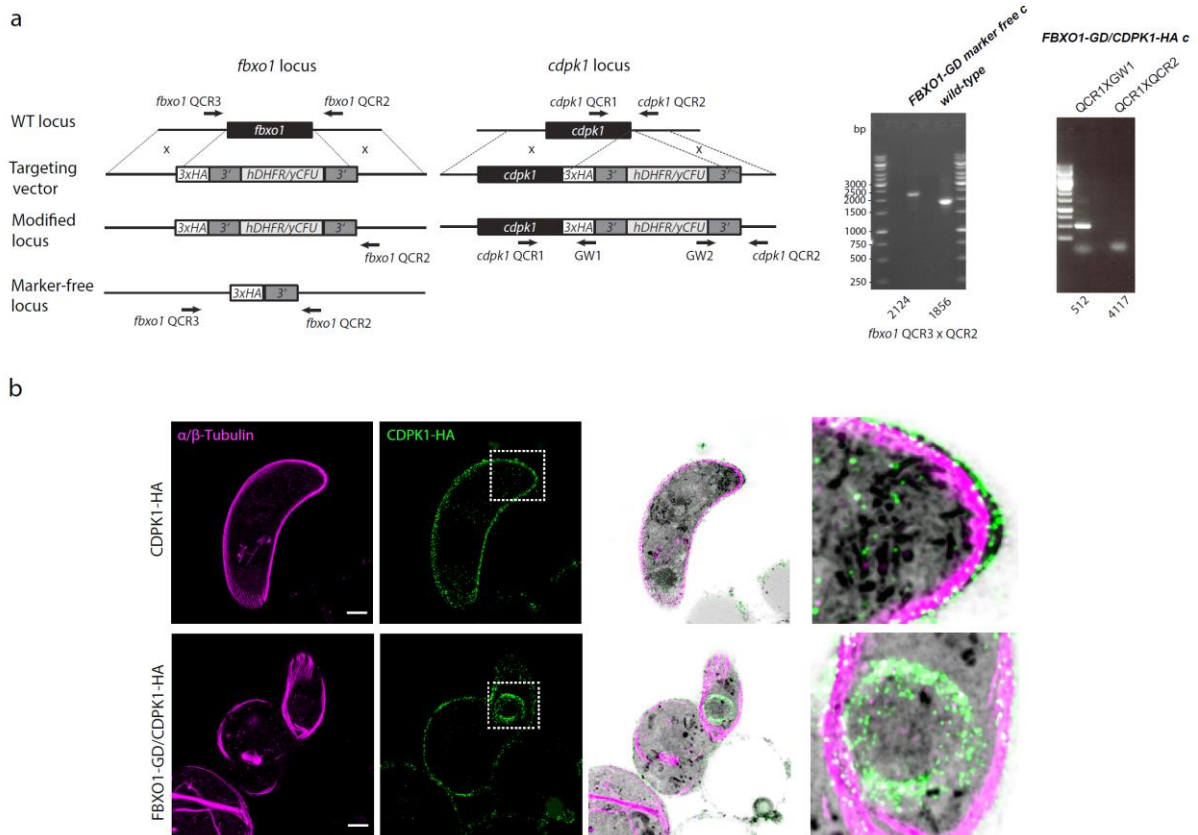 a
fbxo1 locus
fbxo1 QCR3
fbxo1 QCR2
WT locus
fbxo1
x
x
Targeting vector
3xHA
3'
hDHFR/yCFU
3'
Modified locus
3xHA
3'
hDHFR/yCFU
3'
fbxo1 QCR2
Marker-free locus
3xHA
3'
fbxo1 QCR3
fbxo1 QCR2
cdpk1 locus
cdpk1 QCR1
cdpk1 QCR2
cdpk1
x
x
cdpk1
3xHA
3'
hDHFR/yCFU
3'
cdpk1
3xHA
3'
hDHFR/yCFU
3'
cdpk1 QCR1
GW1
GW2
cdpk1 QCR2
FBXO1-GD marker free c
wild-type
bp
3000
2500
2000
1500
1000
750
500
250
2124
1856
fbxo1 QCR3 x QCR2
FBXO1-GD/CDPK1-HA c
QCR1XGW1
QCR1XQCR2
512
4117
b
α/β-Tubulin
CDPK1-HA
CDPK1-HA
FBXO1-GD/CDPK1-HA